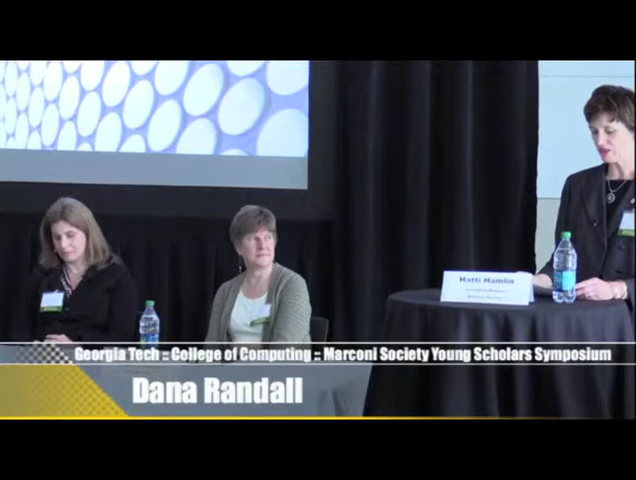 Hatti Hamlin
Georgia Tech :: College of Computing :: Marconi Society Young Scholars Symposium
Dana Randall